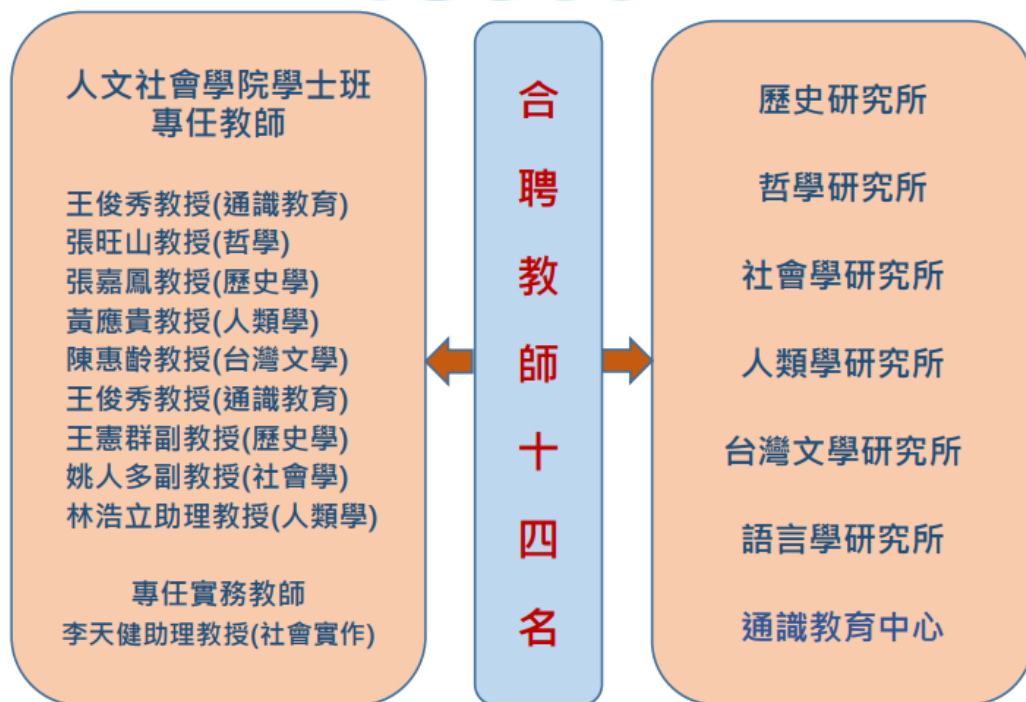 人文社會學院學士班
專任教師
王俊秀教授(通識教育)
張旺山教授(哲學)
張嘉鳳教授(歷史學)
黃應貴教授(人類學)
陳惠齡教授(台灣文學)
王俊秀教授(通識教育)
王憲群副教授(歷史學)
姚人多副教授(社會學)
林浩立助理教授(人類學)
專任實務教師
李天健助理教授(社會實作)
合聘教師十四名
歷史研究所
哲學研究所
社會學研究所
人類學研究所
台灣文學研究所
語言學研究所
通識教育中心